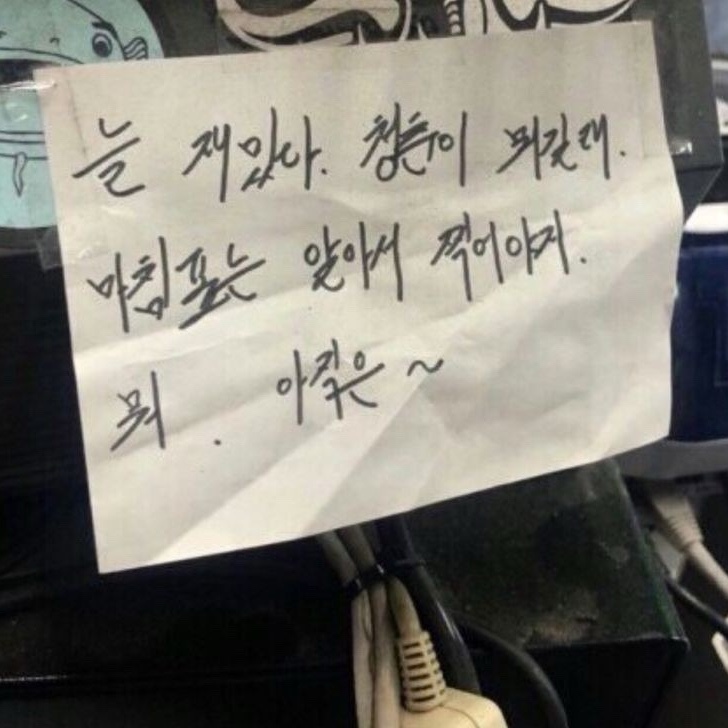 늘 재밌다. 청춘이 뭐길래.
마침표는 알아서 찍어야지.
뭐. 아직은~